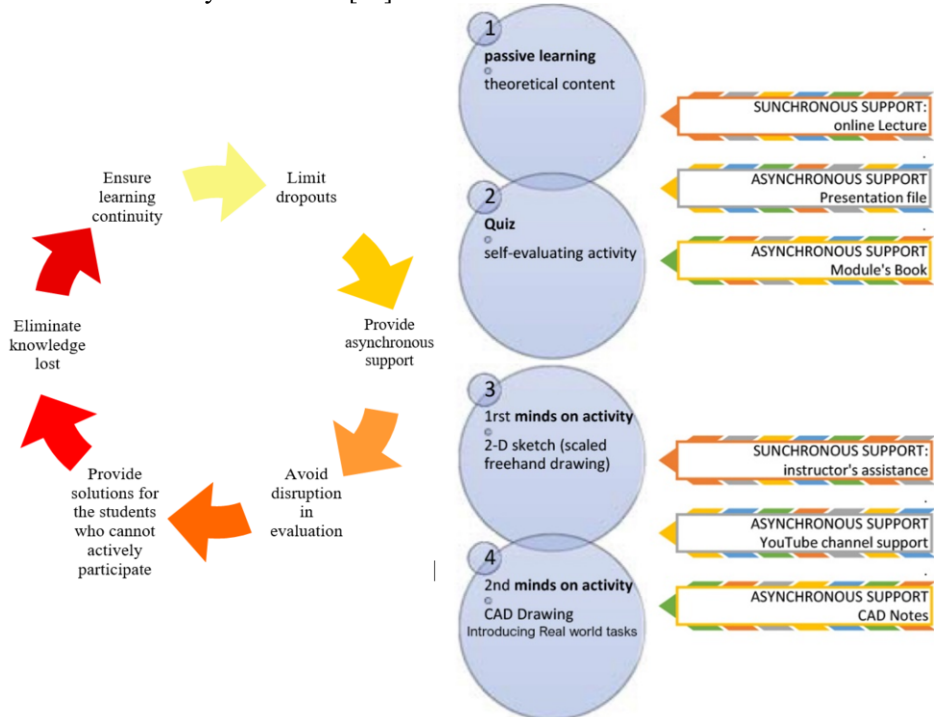 Ensure
learning
continuity
Limit
dropouts
Provide
asynchronous
support
Avoid
disruption
in
evaluation
Provide
solutions for
the students
who cannot
actively
participate
Eliminate
knowledge
lost
1
passive learning
theoretical content
2
Quiz
self-evaluating activity
SUNCHRONOUS SUPPORT:
online Lecture
.
ASYNCHRONOUS SUPPORT
Presentation file
.
ASYNCHRONOUS SUPPORT
Module's Book
3
1rst minds on activity
2-D sketch (scaled
freehand drawing)
4
2nd minds on activity
CAD Drawing
Introducing Real world tasks
SUNCHRONOUS SUPPORT:
instructor's assistance
.
ASYNCHRONOUS SUPPORT
YouTube channel support
.
ASYNCHRONOUS SUPPORT
CAD Notes